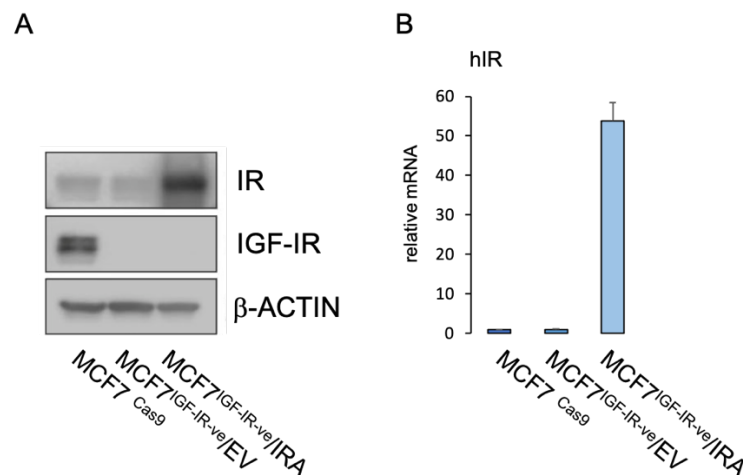 A
IR
IGF-IR
β-ACTIN
MCF7 Cas9
MCF7IGF-IR-ve/EV
MCF7IGF-IR-ve/IRA
B
hIR
relative mRNA
60
50
40
30
20
10
0
MCF7 Cas9
MCF7IGF-IR-ve/EV
MCF7IGF-IR-ve/IRA